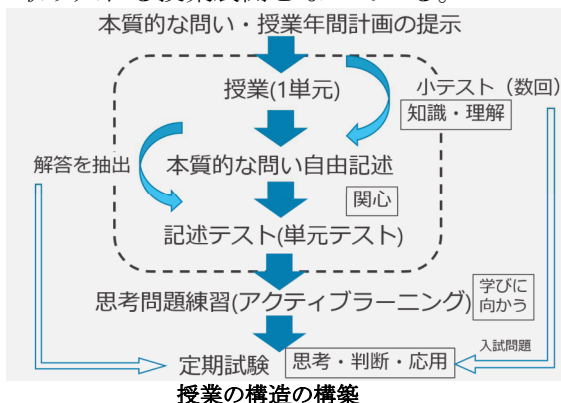 本質的な問い・授業年間計画の提示
授業(1単元)
小テスト（数回）
知識・理解
解答を抽出
本質的な問い自由記述
関心
記述テスト(単元テスト)
思考問題練習(アクティブラーニング)
学びに
向かう
入試問題
定期試験
思考・判断・応用
授業の構造の構築